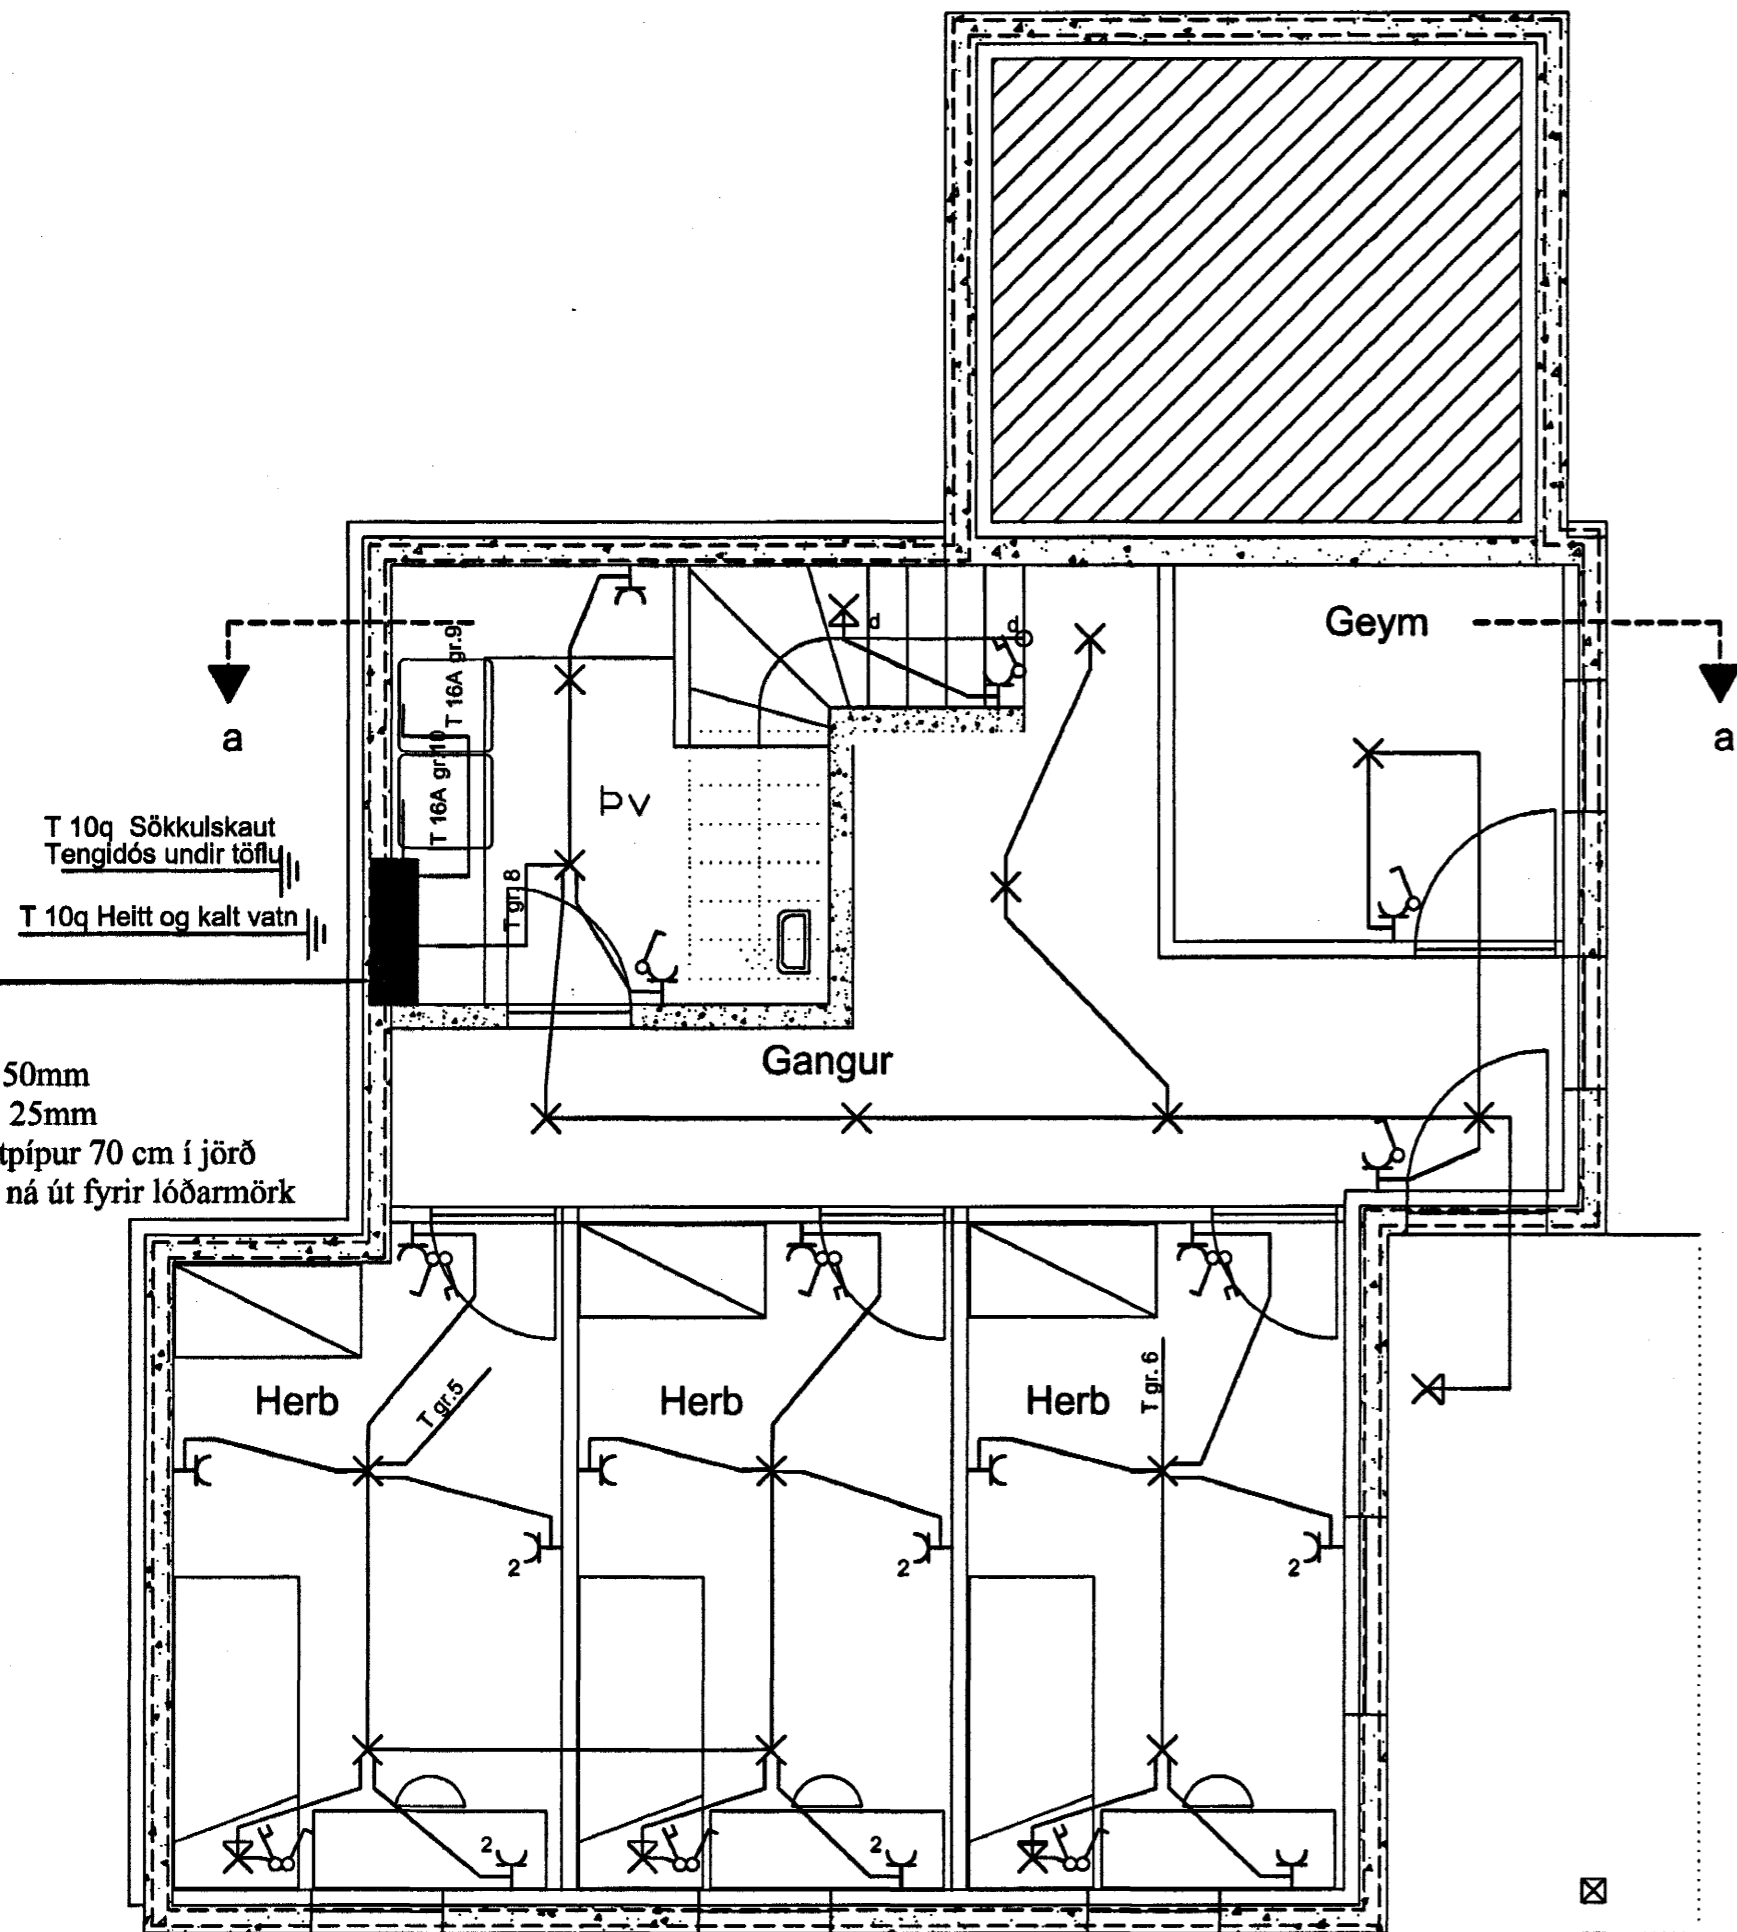 Geym
d
d
a
a
T 16A gr.9
T 16A gr.10
ÞV
T 10q Sökkulskaut
Tengidós undir töflu
T gr. 8
T 10q Heitt og kalt vatn
Gangur
50mm
25mm
tpípur 70 cm í jörð
ná út fyrir lóðarmörk
Herb
T gr.5
Herb
Herb
T gr. 6
2
2
2
2
2